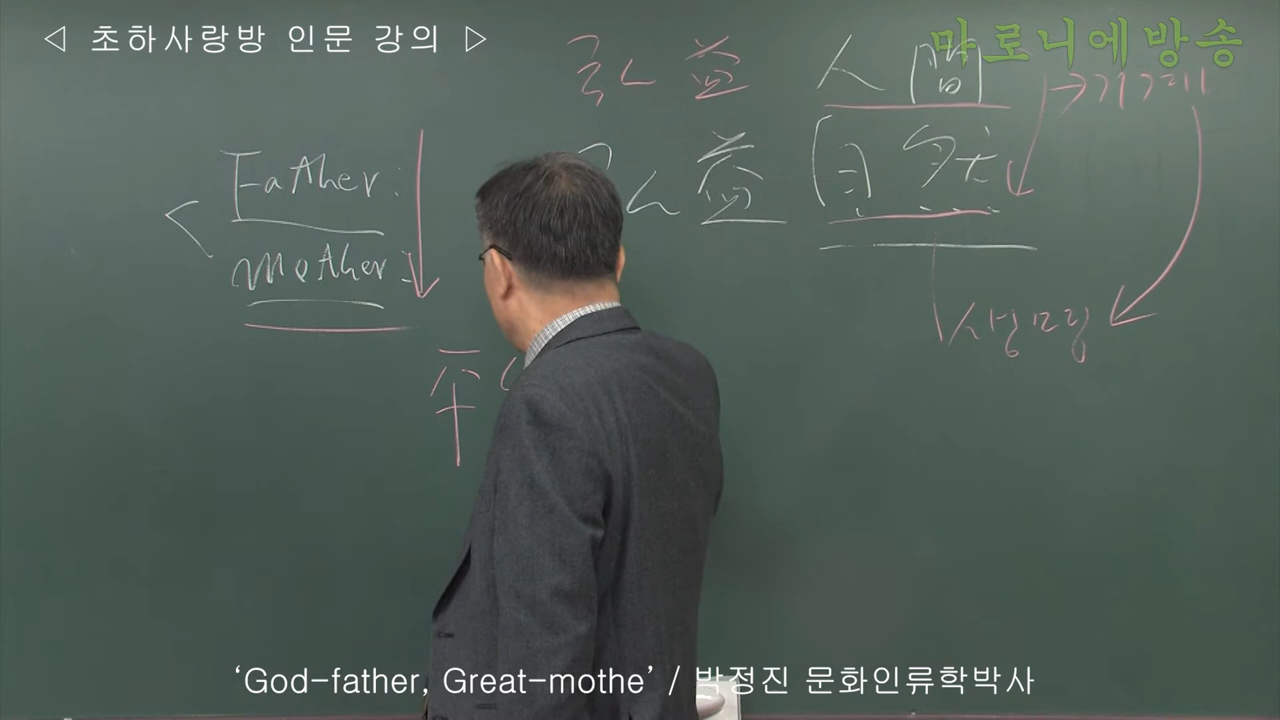 ◁ 초하사랑방 인문 강의 ▷
마로니에방송
弘益 人間 → 기계
益 自然
Father:
mother:
생명
平
'God-father, Great-mothe' / 박정진 문화인류학박사